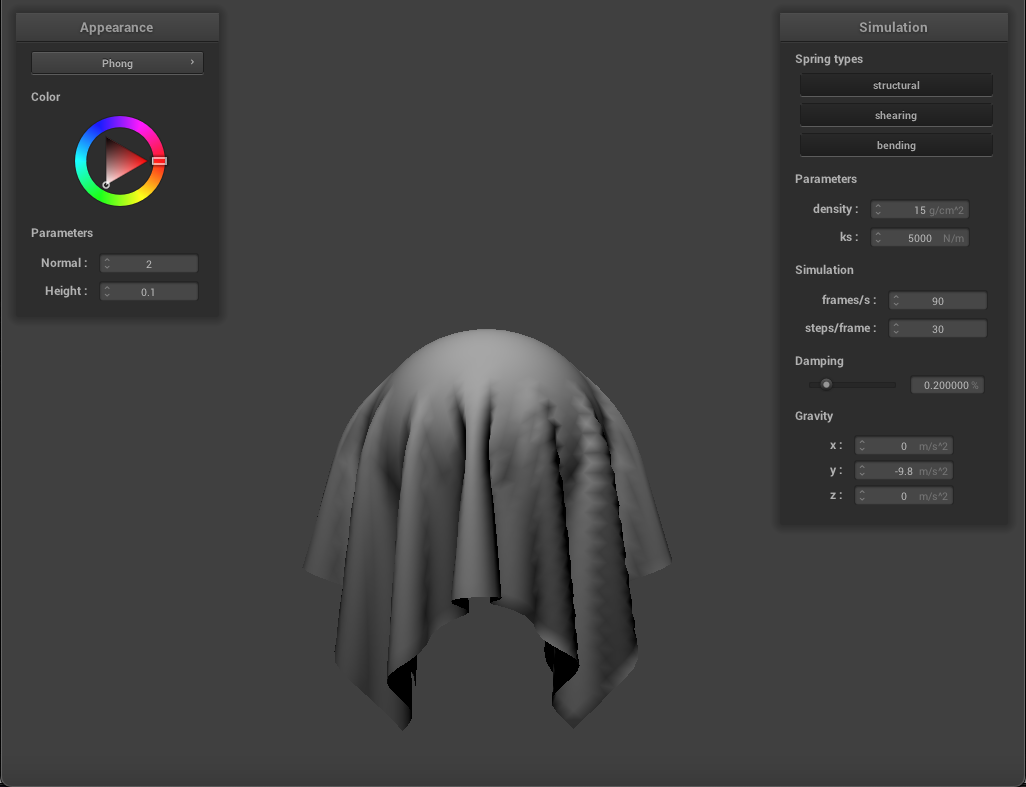 Appearance
Phong ›
Color
Parameters
Normal : 2
Height : 0.1
Simulation
Spring types
structural
shearing
bending
Parameters
density : 15 g/cm^2
ks : 5000 N/m
Simulation
frames/s : 90
steps/frame : 30
Damping
0.200000 %
Gravity
x : 0 m/s^2
y : -9.8 m/s^2
z : 0 m/s^2